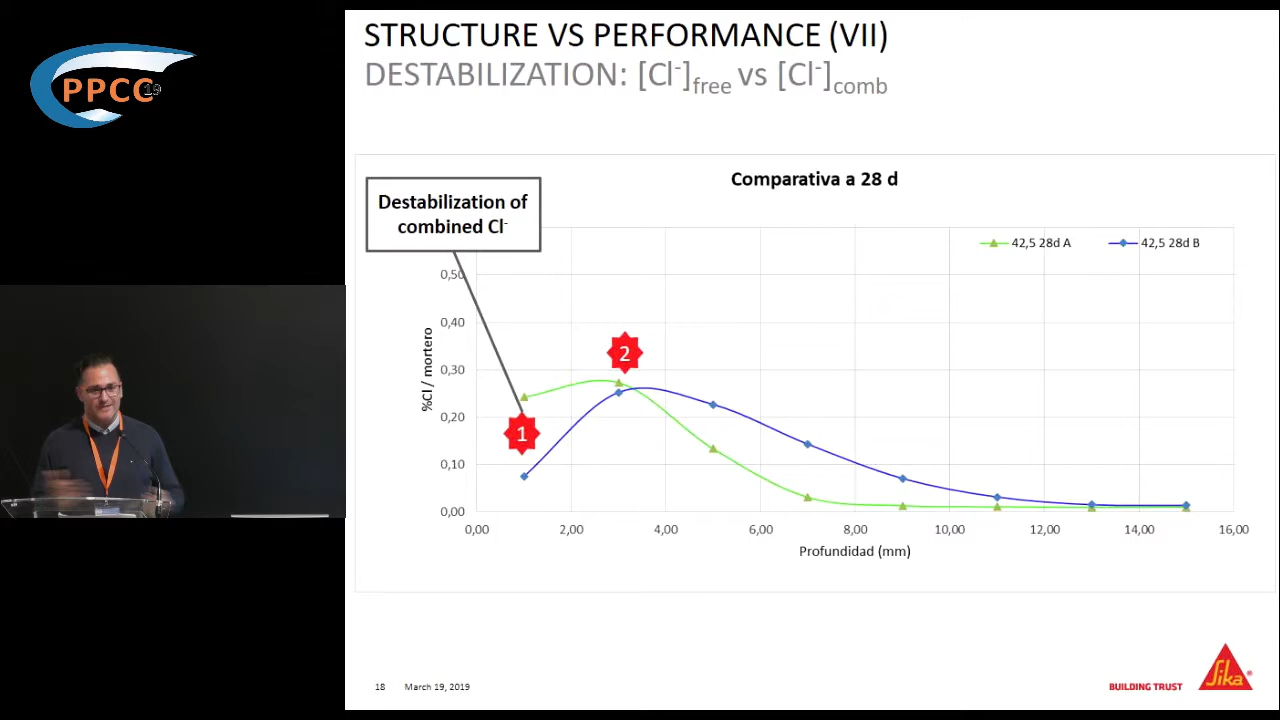 PPCC 19
STRUCTURE VS PERFORMANCE (VII)
DESTABILIZATION: [Cl-]free vs [Cl-]comb
Comparativa a 28 d
Destabilization of
combined Cl-
42,5 28d A
42,5 28d B
0,50
0,40
0,30
0,20
0,10
0,00
%Cl / mortero
2
1
0,00 2,00 4,00 6,00 8,00 10,00 12,00 14,00 16,00
Profundidad (mm)
18 March 19, 2019
BUILDING TRUST
Sika®